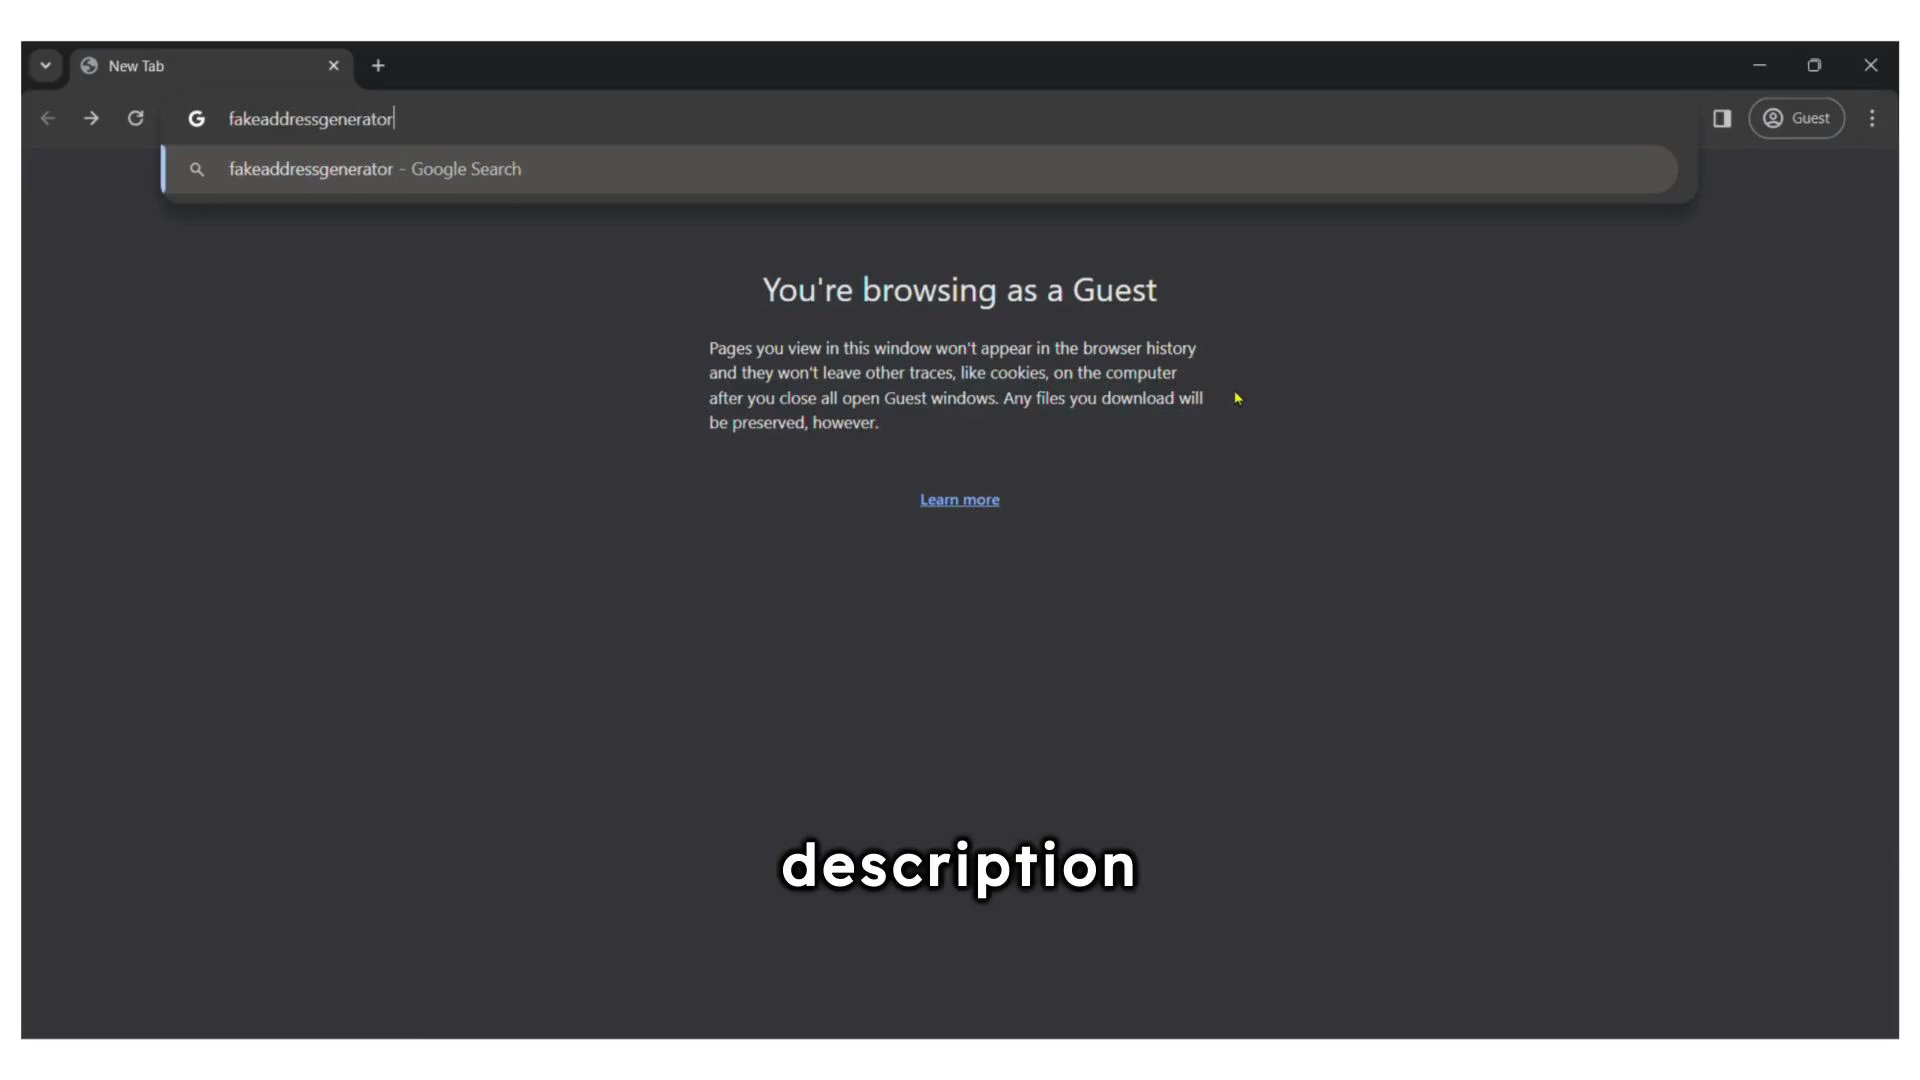 New Tab
fakeaddressgenerator
Guest
fakeaddressgenerator - Google Search
You're browsing as a Guest
Pages you view in this window won't appear in the browser history
and they won't leave other traces, like cookies, on the computer
after you close all open Guest windows. Any files you download will
be preserved, however.
Learn more
description